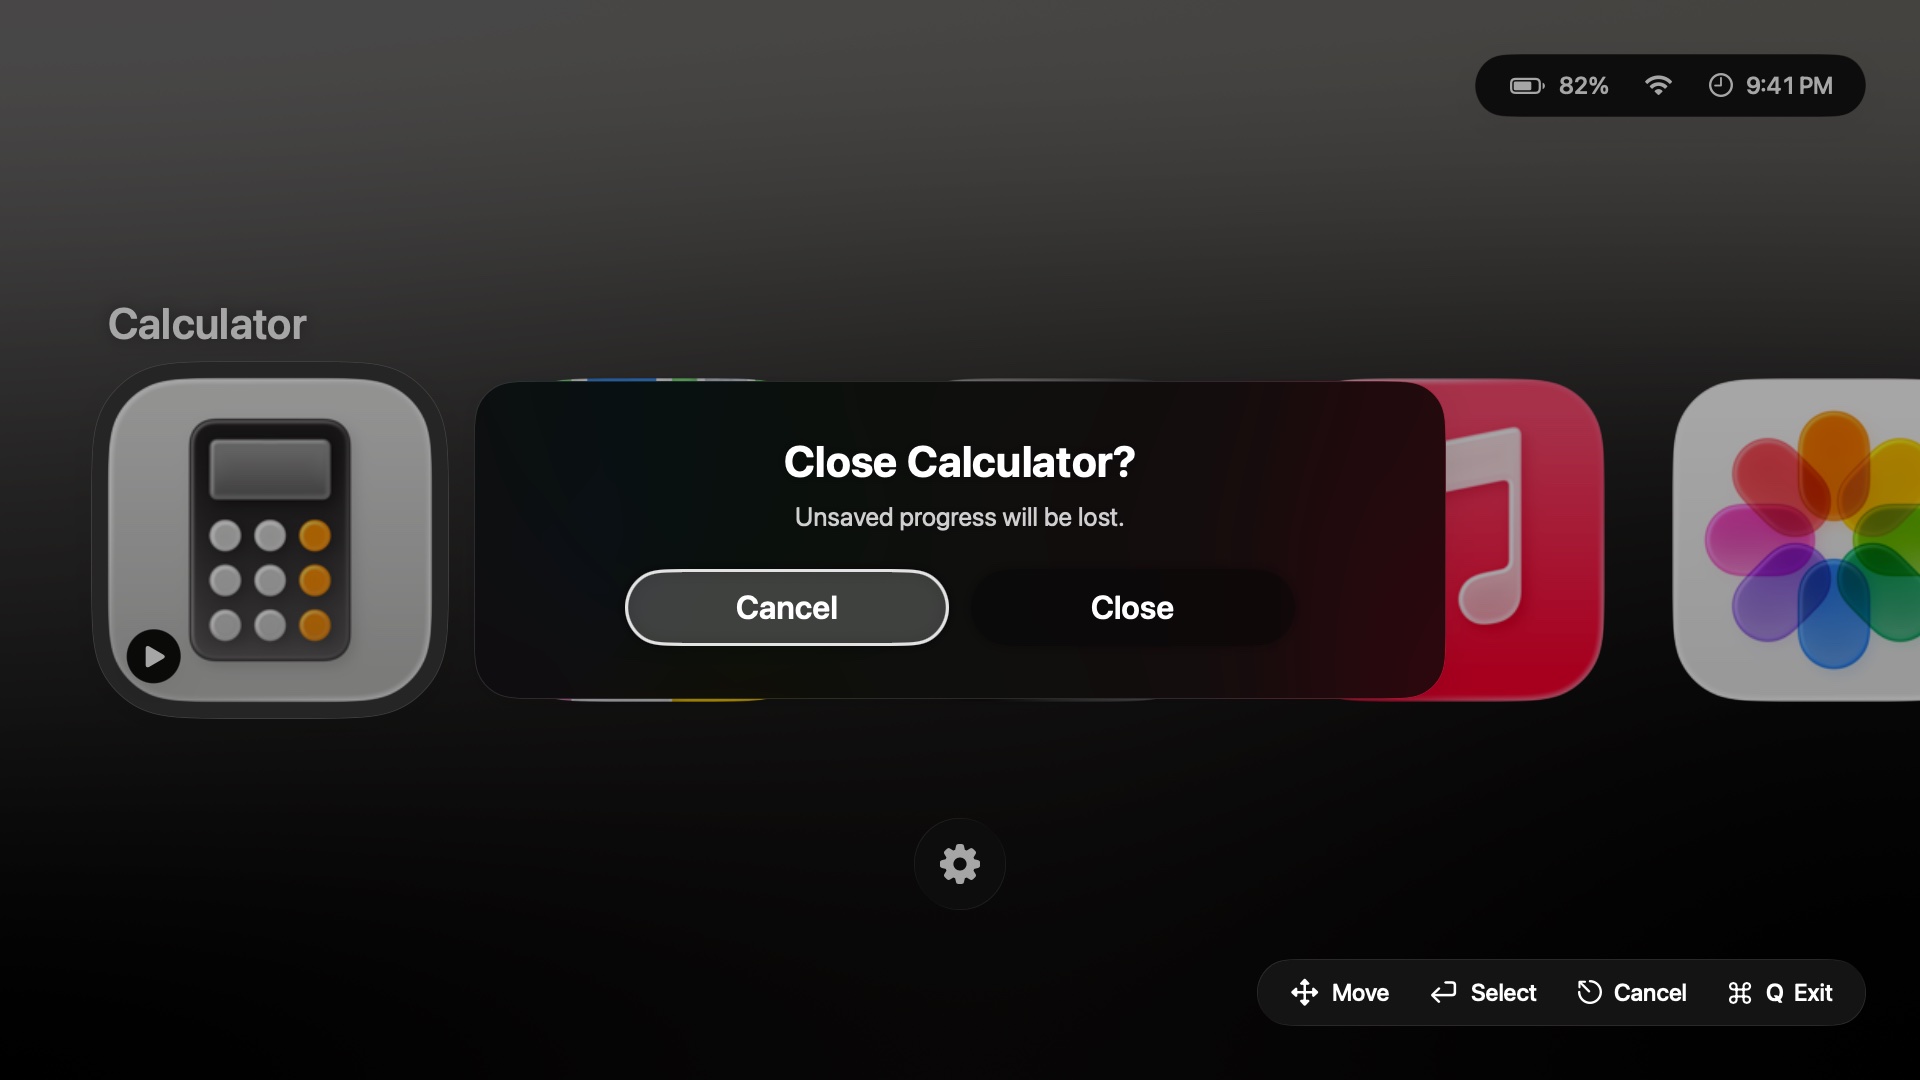 82%
9:41 PM
Calculator
Close Calculator?
Unsaved progress will be lost.
Cancel
Close
Move
Select
Cancel
⌘ Q Exit